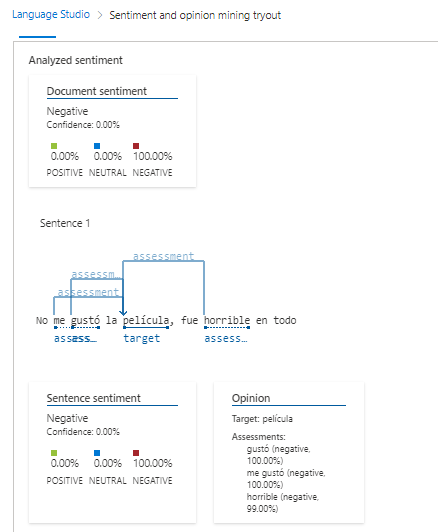 Language Studio > Sentiment and opinion mining tryout
Analyzed sentiment
Document sentiment
Negative
Confidence: 0.00%
0.00% 0.00% 100.00%
POSITIVE NEUTRAL NEGATIVE
Sentence 1
assessment
assessm...
assessment
No me gustó la película, fue horrible en todo
assess… target assess…
Sentence sentiment
Negative
Confidence: 0.00%
0.00% 0.00% 100.00%
POSITIVE NEUTRAL NEGATIVE
Opinion
Target: película
Assessments:
gustó (negative,
100.00%)
me gustó (negative,
100.00%)
horrible (negative,
99.00%)